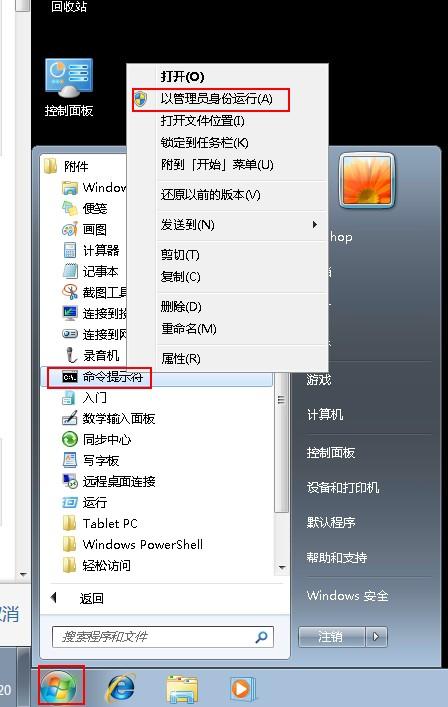 回收站
控制面板
打开(O)
以管理员身份运行(A)
打开文件位置(I)
锁定到任务栏(K)
附到「开始」菜单(U)
还原以前的版本(V)
发送到(N)
剪切(T)
复制(C)
删除(D)
重命名(M)
属性(R)
附件
Window
便笺
画图
计算器
记事本
截图工具
连接到投
连接到网
录音机
命令提示符
入门
数学输入面板
同步中心
写字板
远程桌面连接
运行
Tablet PC
Windows PowerShell
轻松访问
返回
搜索程序和文件
hop
游戏
计算机
控制面板
设备和打印机
默认程序
帮助和支持
Windows 安全
注销
取消
20